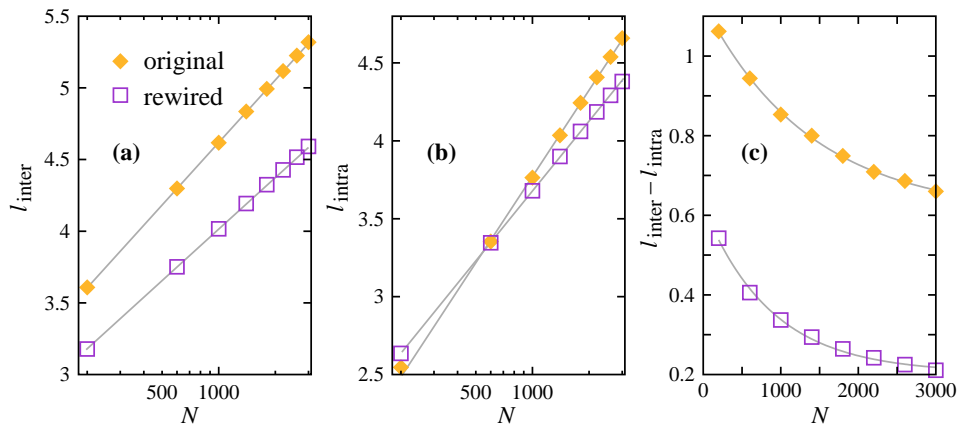 5.5
5
4.5
4
3.5
3
500
1000
N
l_inter
original
rewired
(a)
4.5
4
3.5
3
2.5
500
1000
N
l_intra
(b)
1
0.8
0.6
0.4
0.2
0
1000
2000
3000
N
l_inter − l_intra
(c)